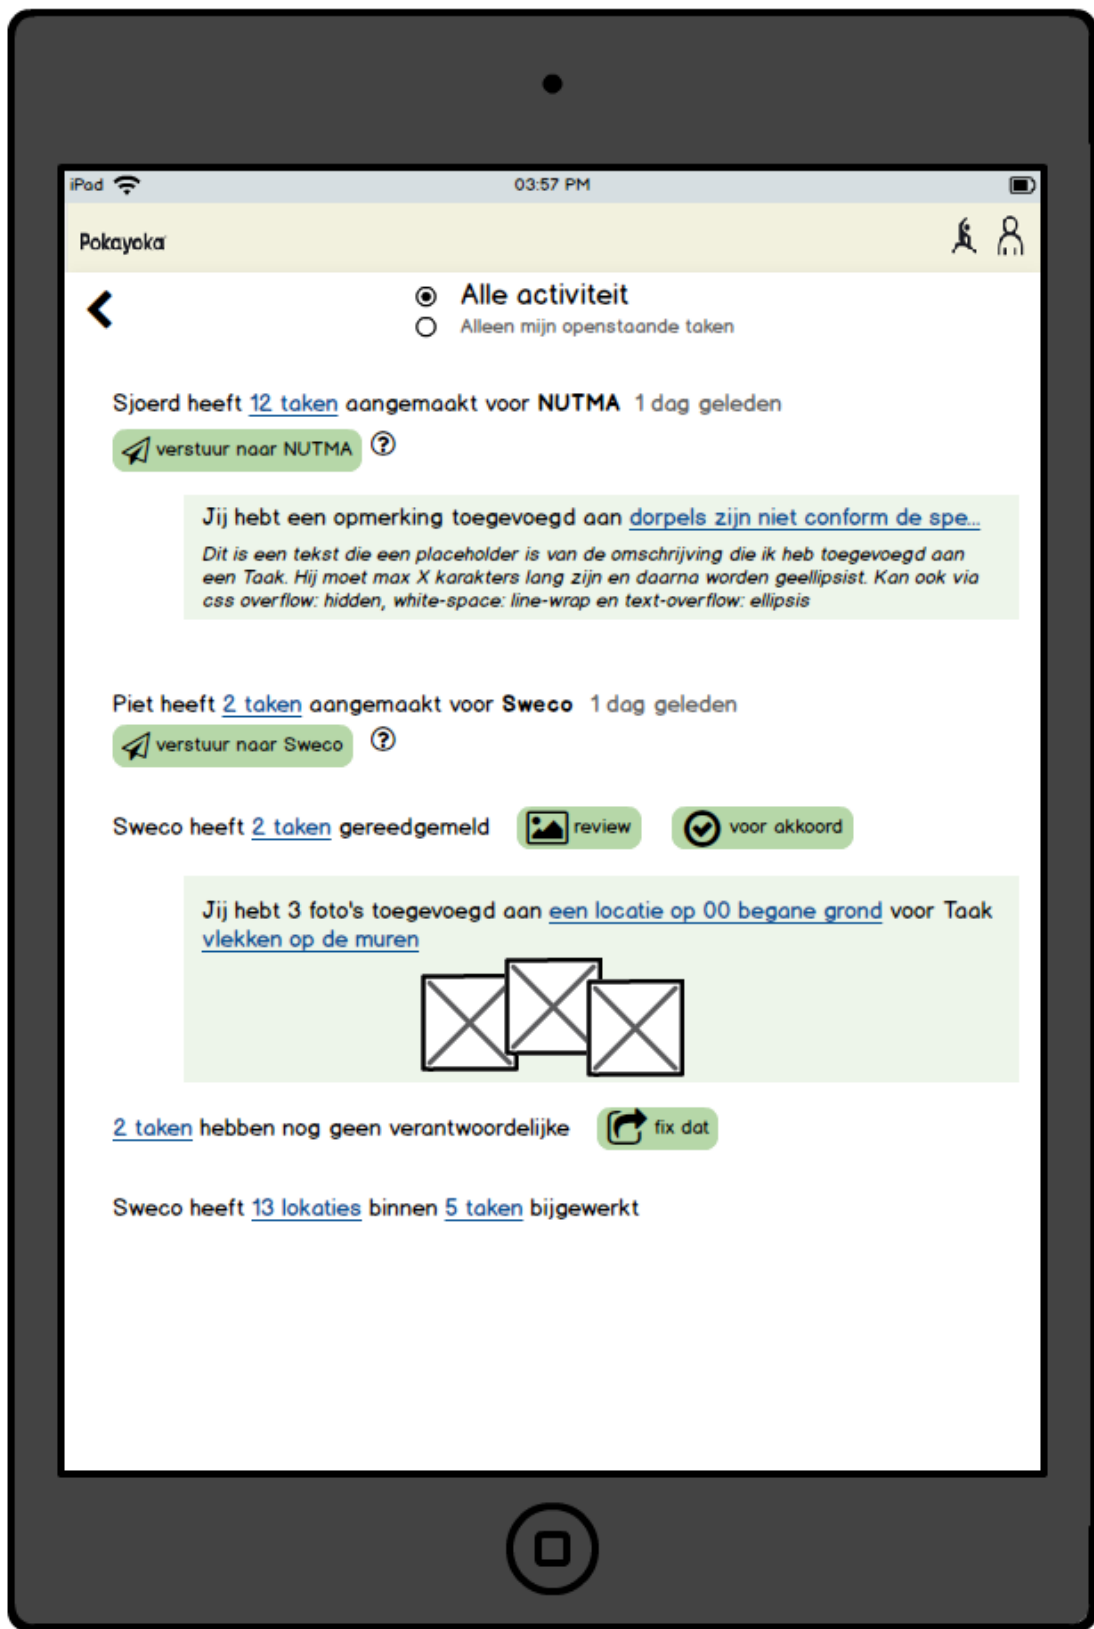 iPad 03:57 PM
Pokayoka
Alle activiteit
Alleen mijn openstaande taken
Sjoerd heeft 12 taken aangemaakt voor NUTMA 1 dag geleden
verstuur naar NUTMA ?
Jij hebt een opmerking toegevoegd aan dorpels zijn niet conform de spe...
Dit is een tekst die een placeholder is van de omschrijving die ik heb toegevoegd aan
een Taak. Hij moet max X karakters lang zijn en daarna worden geellipsist. Kan ook via
css overflow: hidden, white-space: line-wrap en text-overflow: ellipsis
Piet heeft 2 taken aangemaakt voor Sweco 1 dag geleden
verstuur naar Sweco ?
Sweco heeft 2 taken gereedgemeld review voor akkoord
Jij hebt 3 foto's toegevoegd aan een locatie op 00 begane grond voor Taak
vlekken op de muren
2 taken hebben nog geen verantwoordelijke fix dat
Sweco heeft 13 lokaties binnen 5 taken bijgewerkt